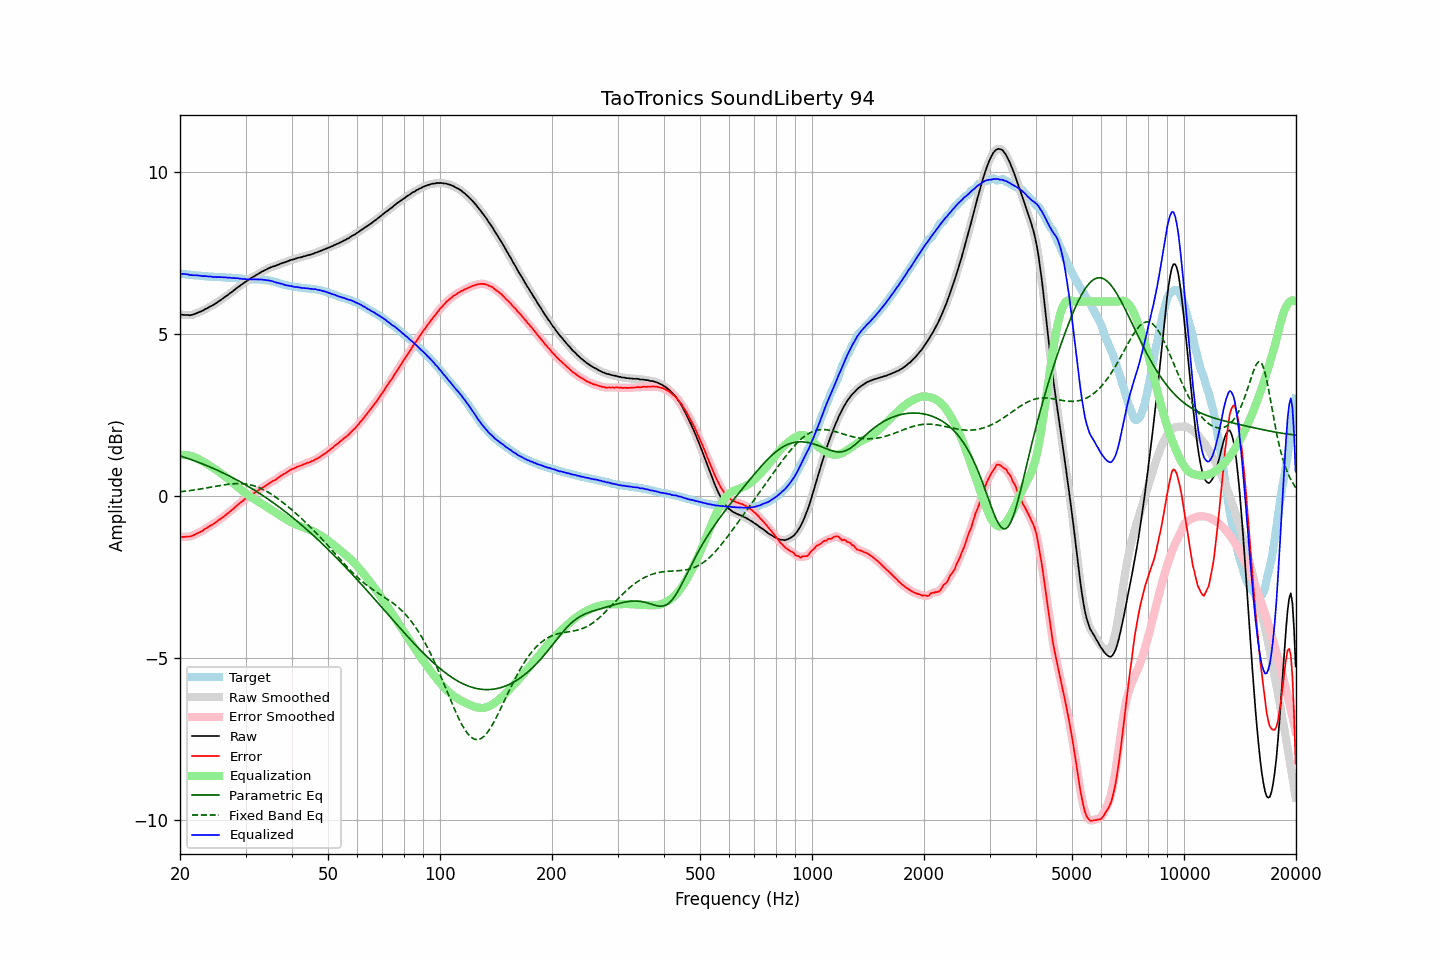 TaoTronics SoundLiberty 94
Amplitude (dBr)
10
5
0
−5
−10
Target
Raw Smoothed
Error Smoothed
Raw
Error
Equalization
Parametric Eq
Fixed Band Eq
Equalized
20 50 100 200 500 1000 2000 5000 10000 20000
Frequency (Hz)